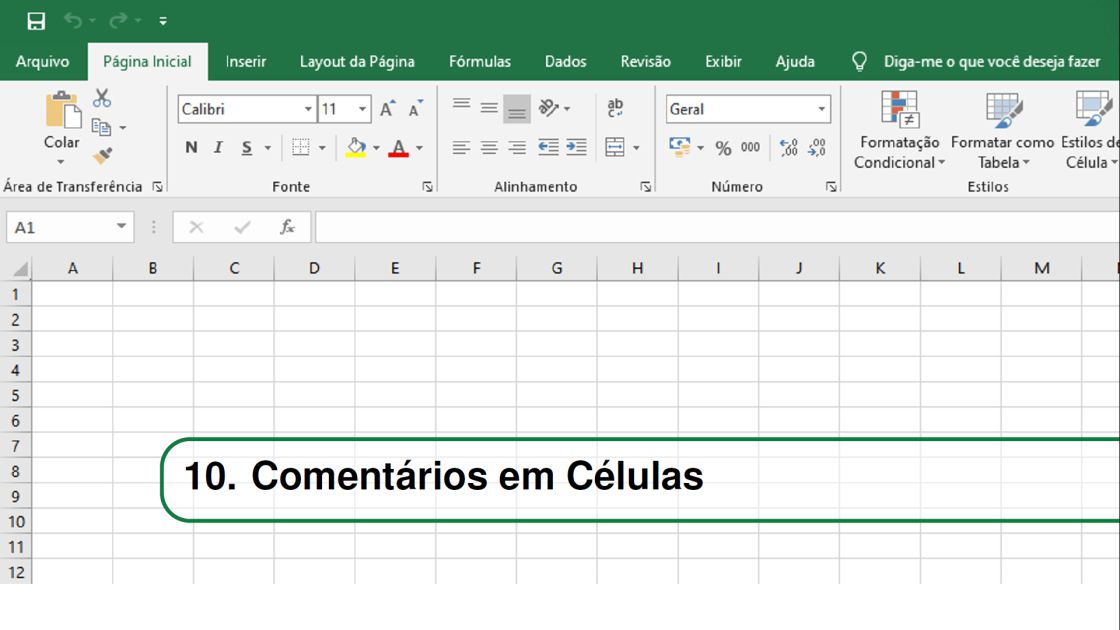 Arquivo Página Inicial Inserir Layout da Página Fórmulas Dados Revisão Exibir Ajuda Diga-me o que você deseja fazer
Colar
Calibri 11 A A
N I S A
ab
Geral
% 000
Formatação Condicional
Formatar como Tabela
Estilos de Célula
Área de Transferência Fonte Alinhamento Número Estilos
A1 fx
A B C D E F G H I J K L M
1
2
3
4
5
6
7
8
9
10
11
12
10. Comentários em Células